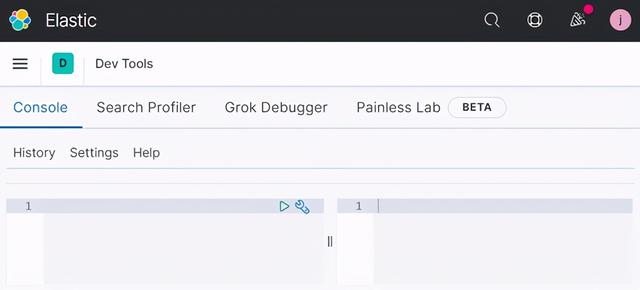 Elastic
j
D Dev Tools
Console Search Profiler Grok Debugger Painless Lab BETA
History Settings Help
1 1